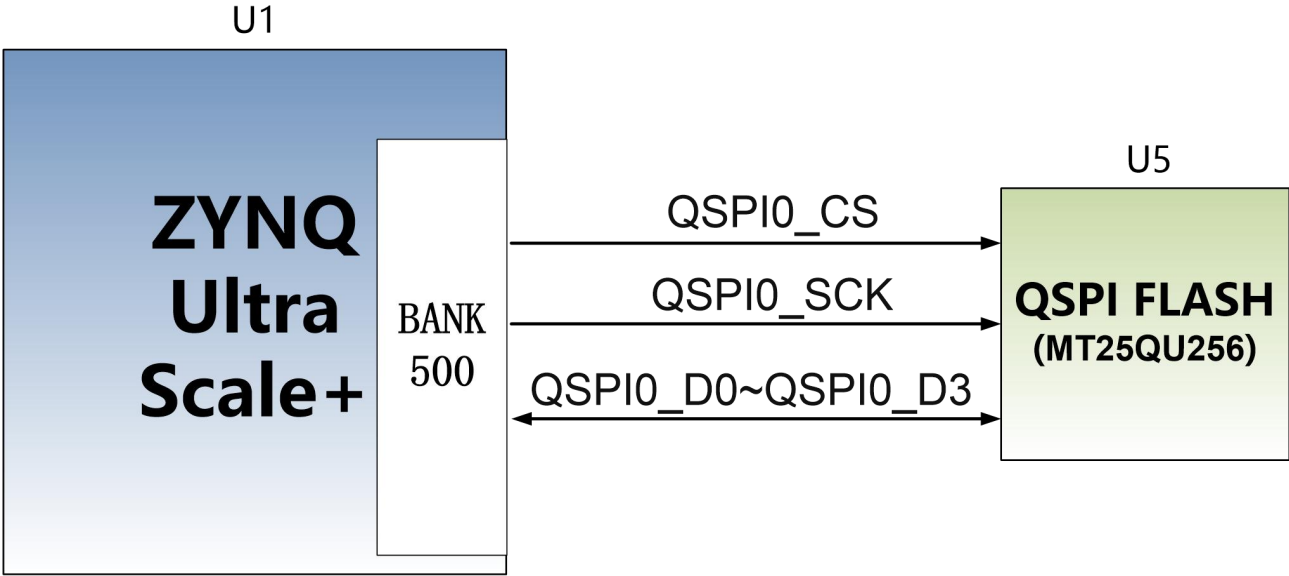 U1
ZYNQ
Ultra
Scale+
BANK
500
QSPI0_CS
QSPI0_SCK
QSPI0_D0~QSPI0_D3
U5
QSPI FLASH
(MT25QU256)